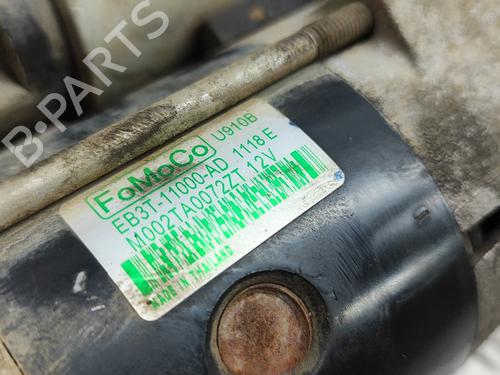 B-PARTS
FoMoCo U910B
EB3T-11000-AD 1118 E
M002TA0072ZT 12V
MADE IN THAILAND